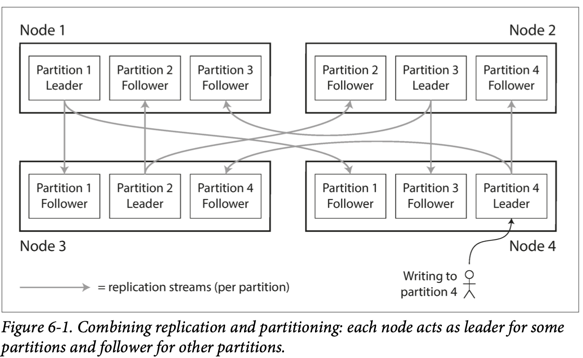 Node 1
Node 2
Partition 1
Leader
Partition 2
Follower
Partition 3
Follower
Partition 2
Follower
Partition 3
Leader
Partition 4
Follower
Partition 1
Follower
Partition 2
Leader
Partition 4
Follower
Partition 1
Follower
Partition 3
Follower
Partition 4
Leader
Node 3
Node 4
Writing to
partition 4
= replication streams (per partition)
Figure 6-1. Combining replication and partitioning: each node acts as leader for some
partitions and follower for other partitions.